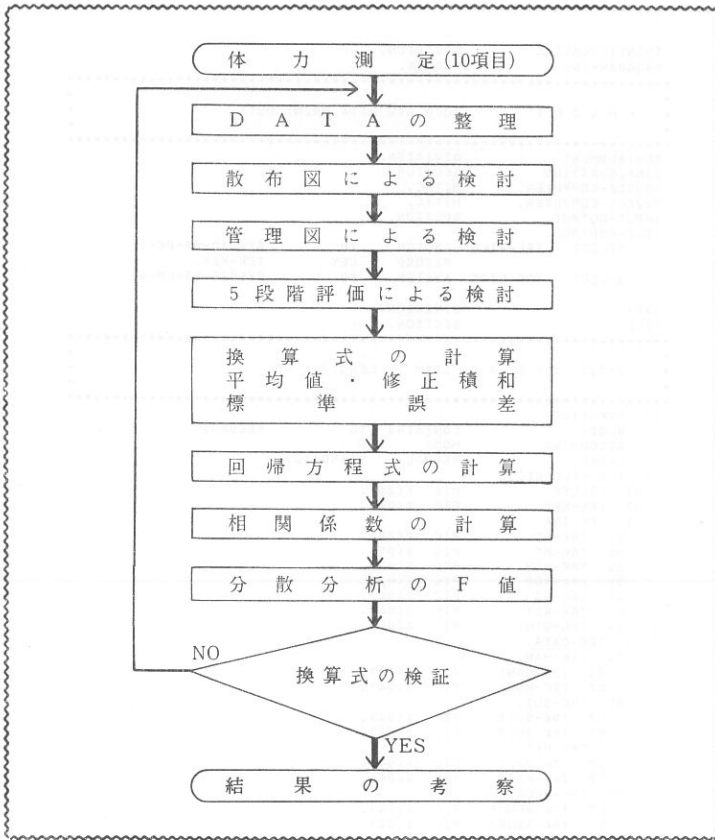 体力測定(10項目)
DATAの整理
散布図による検討
管理図による検討
5段階評価による検討
換算式の計算
平均値・修正積和
標準誤差
回帰方程式の計算
相関係数の計算
分散分析のF値
NO
換算式の検証
YES
結果の考察